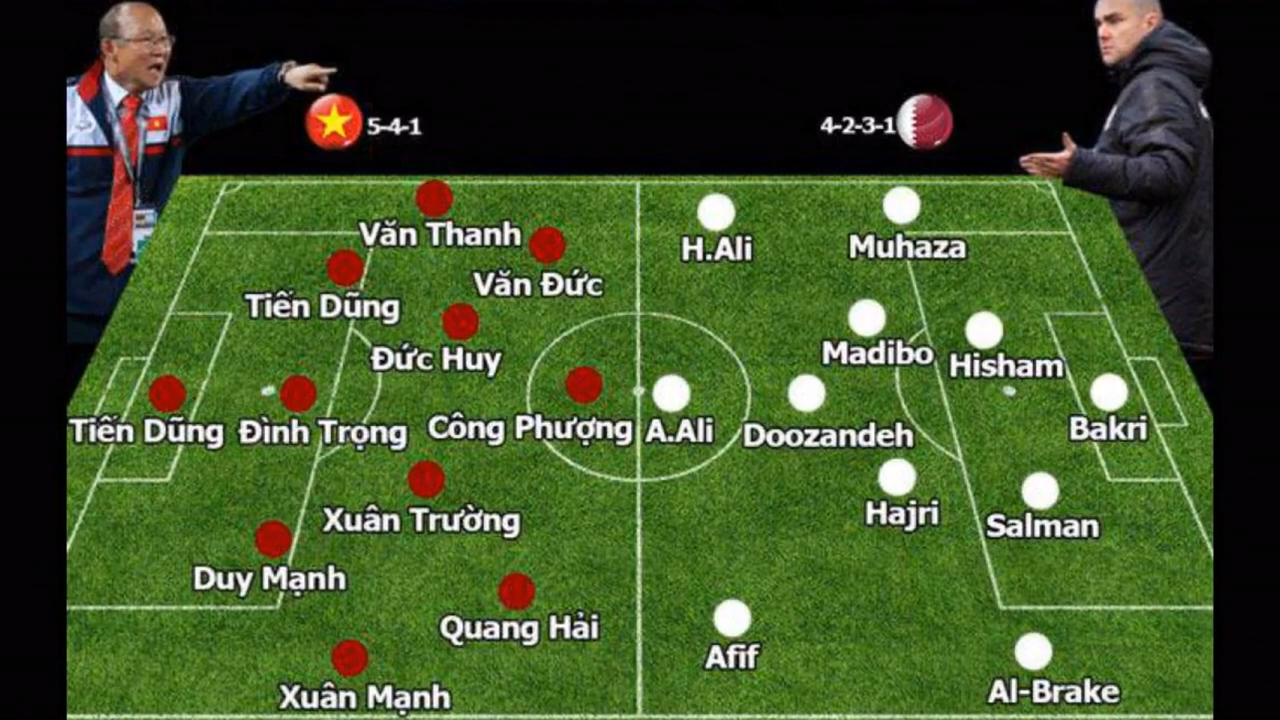 5-4-1
4-2-3-1
Văn Thanh
H.Ali
Muhaza
Văn Đức
Tiến Dũng
Đức Huy
Madibo
Hisham
Tiến Dũng
Đình Trọng
Công Phượng
A.Ali
Doozandeh
Bakri
Xuân Trường
Hajri
Salman
Duy Mạnh
Quang Hải
Afif
Xuân Mạnh
Al-Brake